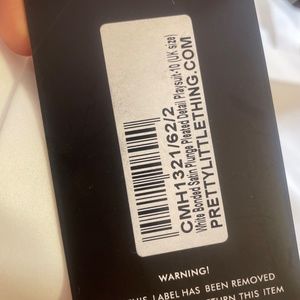 CMH1321/62/2
White Bonded Satin Plunge Pleated Detail Playsuit-10 (UK size)
PRETTYLITTLETHING.COM
WARNING!
THIS LABEL HAS BEEN REMOVED
RETURN THIS ITEM